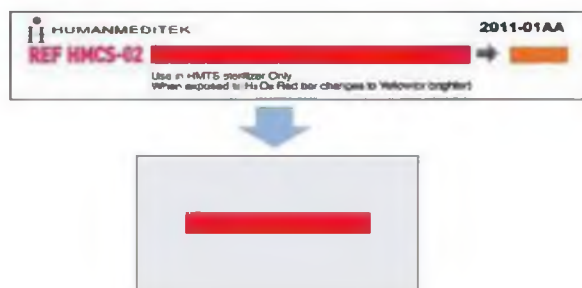 HUMANMEDITEK
2011-01AA
REF HMCS-02
Use in HMTS sterilizer Only
When exposed to H₂O₂ Red bar changes to Yellow(or brighter)